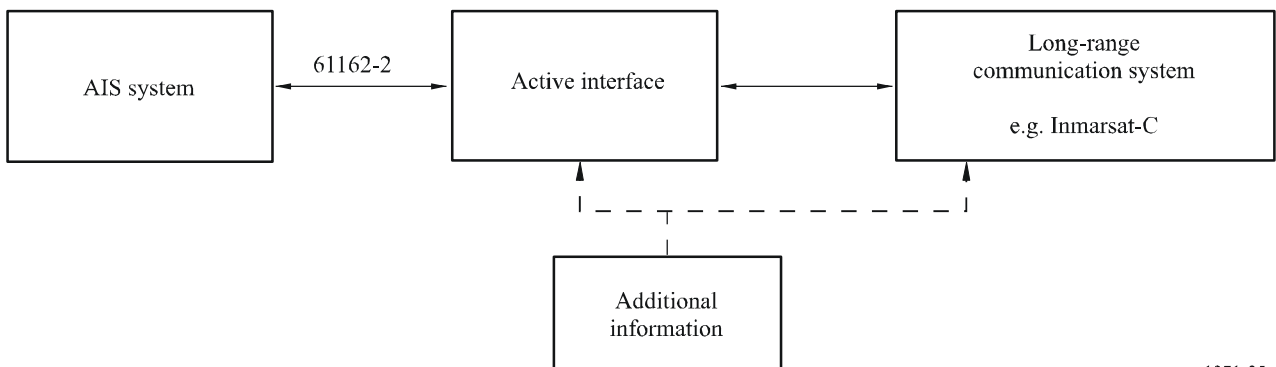 AIS system
61162-2
Active interface
Long-range
communication system
e.g. Inmarsat-C
Additional
information